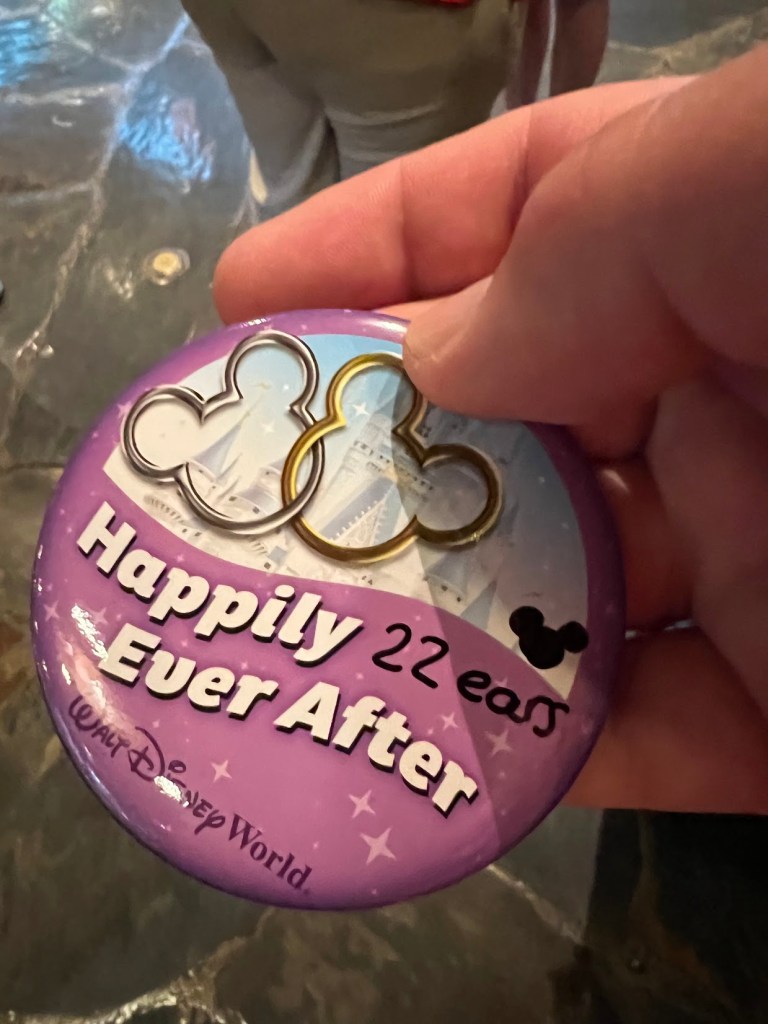 Happily
Ever After
22 ears
Walt Disney World